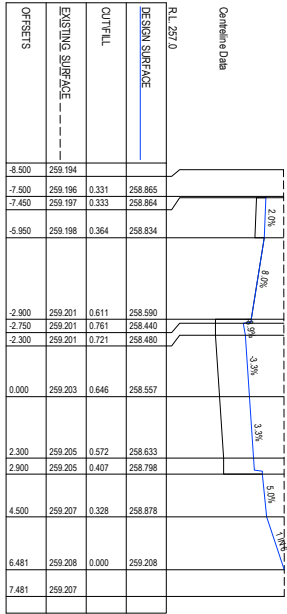 Centreline Data
2.0%
8.0%
8.9%
-3.3%
3.3%
5.0%
1 IN 6
R.L. 257.0
DESIGN SURFACE 258.865 258.864 258.834 258.590 258.440 258.480 258.557 258.633 258.798 258.878 259.208
CUT\FILL 0.331 0.333 0.364 0.611 0.761 0.721 0.646 0.572 0.407 0.328 0.000
EXISTING SURFACE 259.194 259.196 259.197 259.198 259.201 259.201 259.201 259.203 259.205 259.205 259.207 259.208 259.207
OFFSETS -8.500 -7.500 -7.450 -5.950 -2.900 -2.750 -2.300 0.000 2.300 2.900 4.500 6.481 7.481